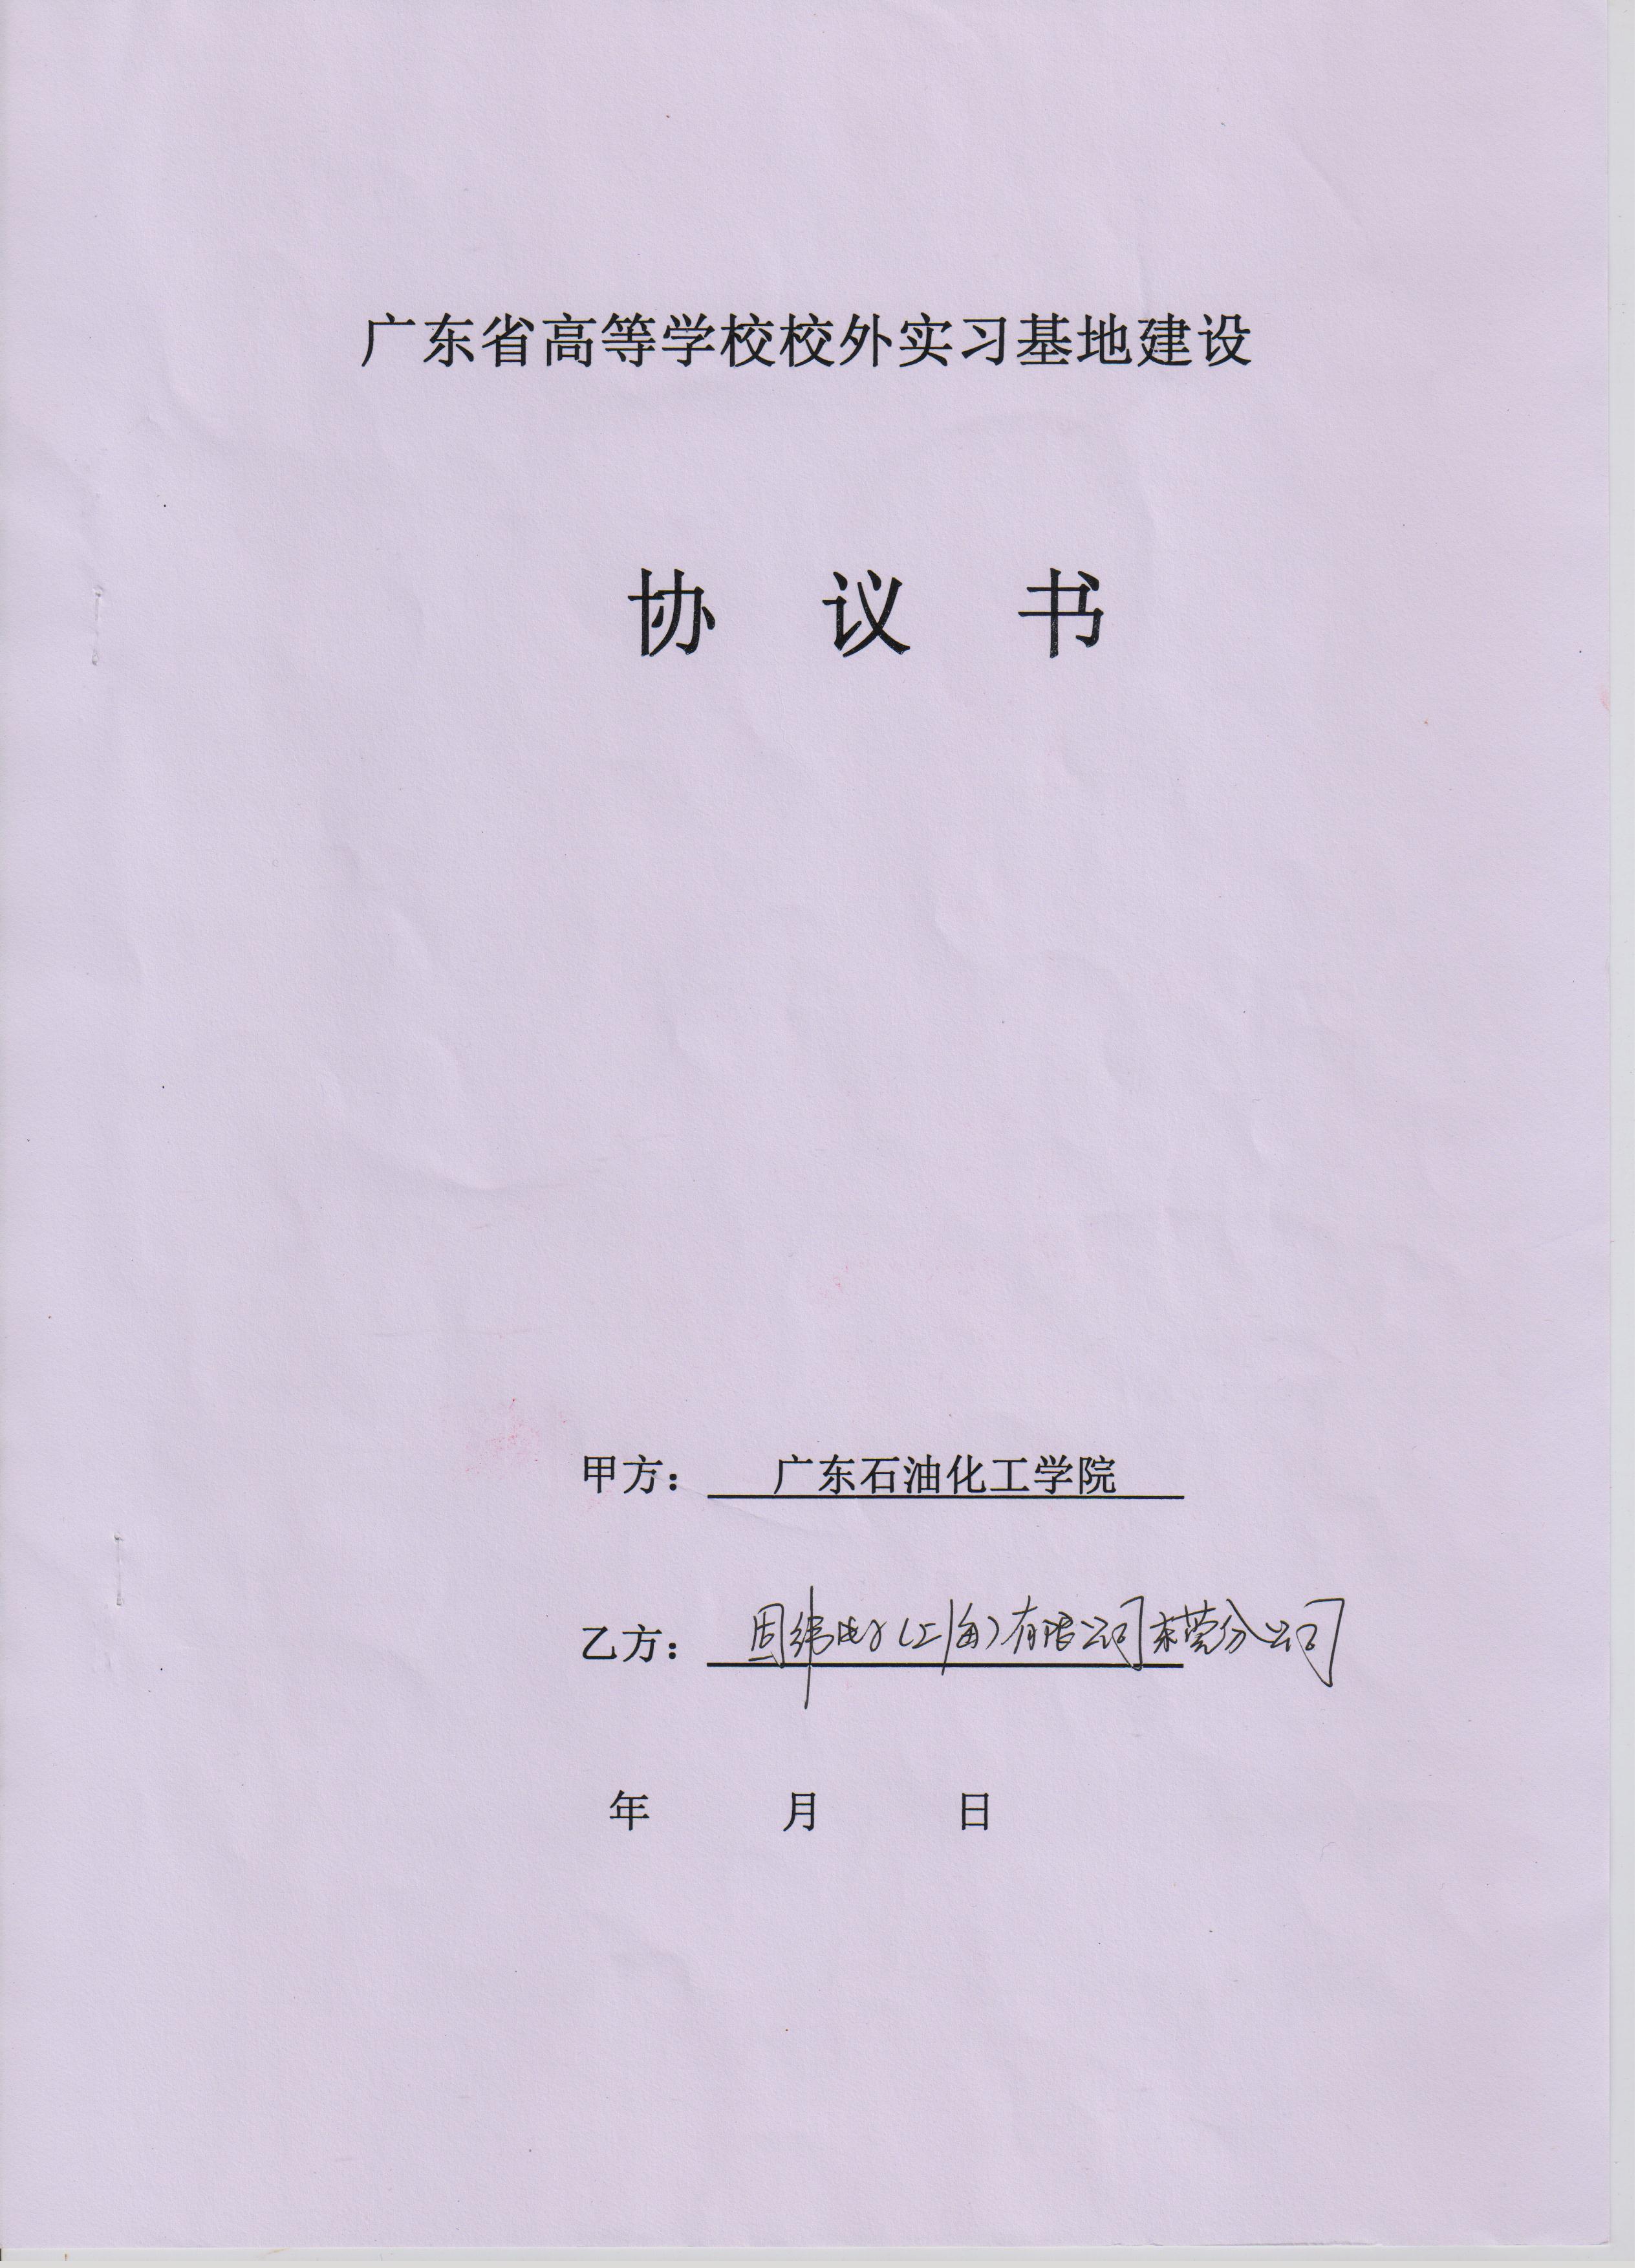 广东省高等学校校外实习基地建设
协 议 书
甲方： 广东石油化工学院
乙方： 固纬电子（上海）有限公司东莞分公司
年 月 日